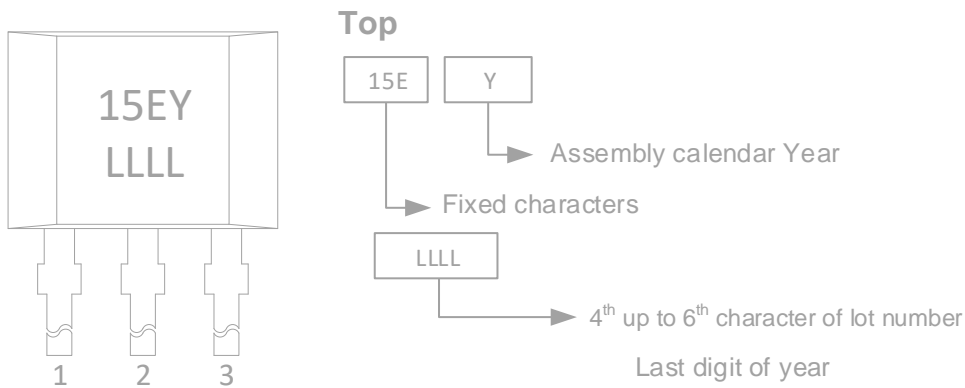 Top
15E Y
15EY
LLLL
Assembly calendar Year
Fixed characters
LLLL
4th up to 6th character of lot number
Last digit of year
1 2 3